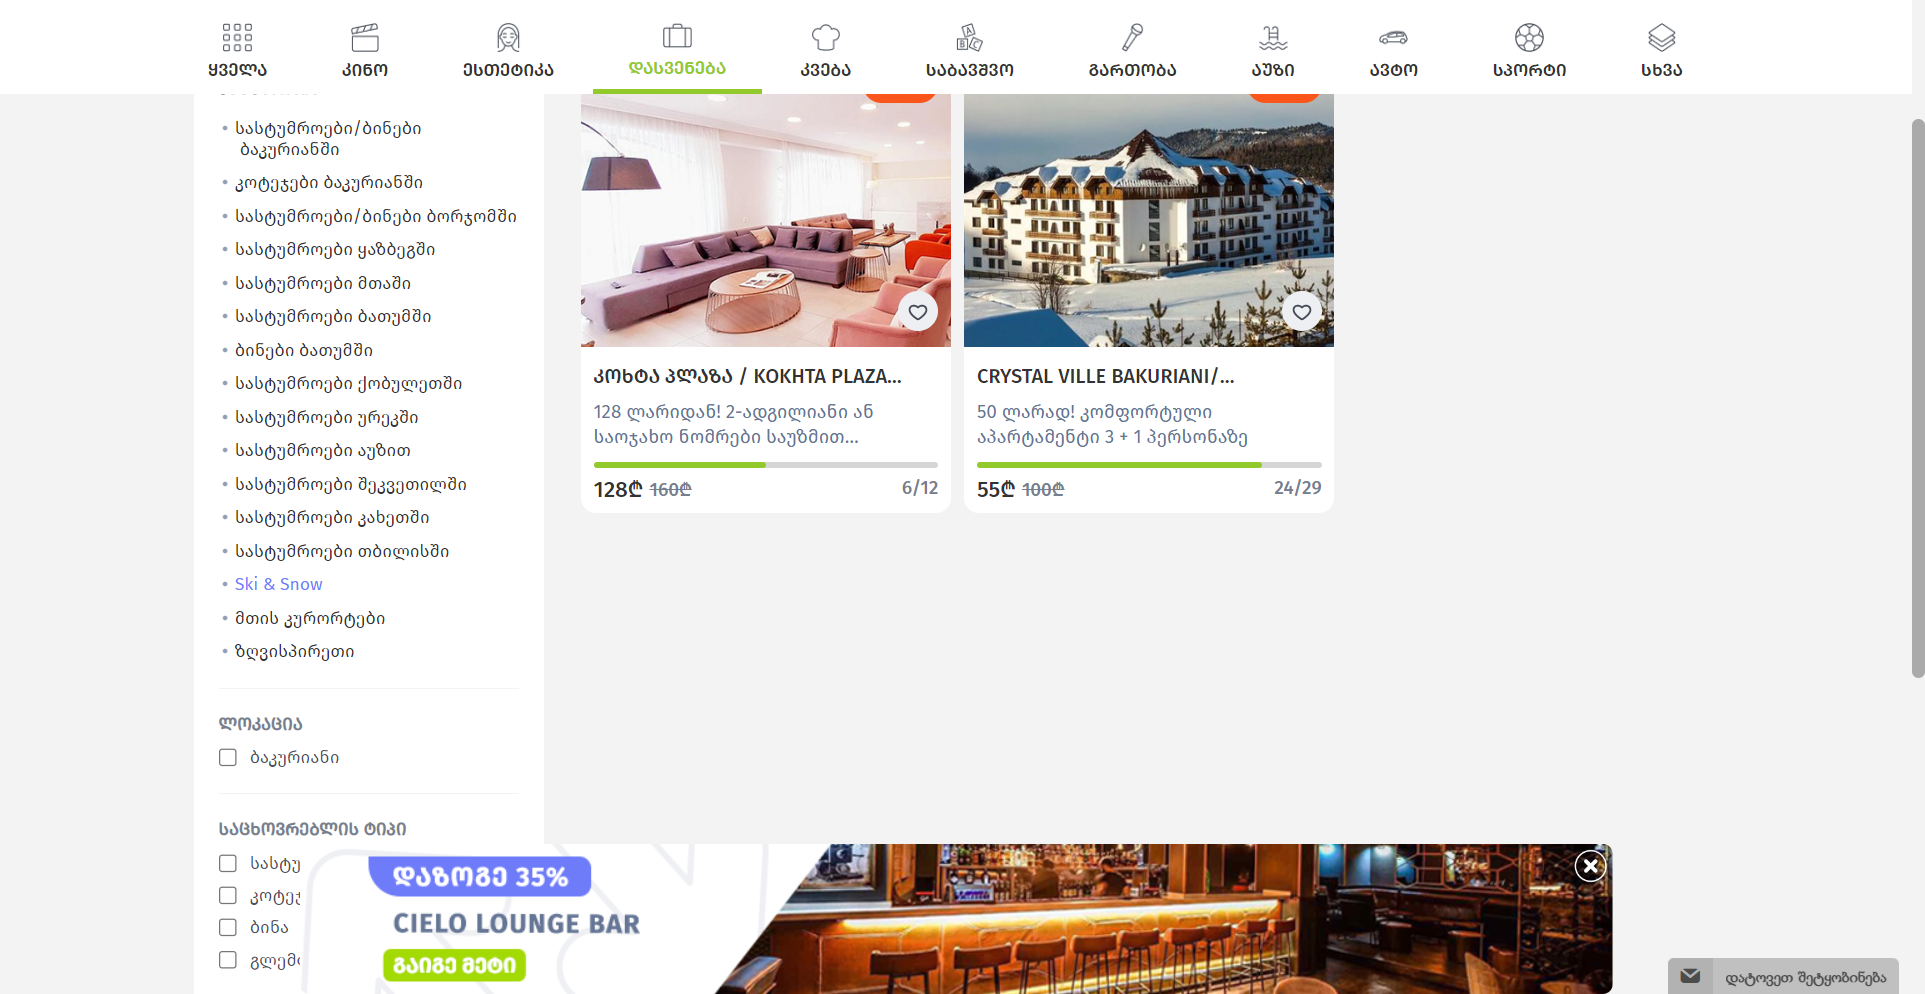 ყველა
კინო
ესთეტიკა
დასვენება
კვება
საბავშვო
გართობა
აუზი
ავტო
სპორტი
სხვა
• სასტუმროები/ბინები
ბაკურიანში
• კოტეჯები ბაკურიანში
• სასტუმროები/ბინები ბორჯომში
• სასტუმროები ყაზბეგში
• სასტუმროები მთაში
• სასტუმროები ბათუმში
• ბინები ბათუმში
• სასტუმროები ქობულეთში
• სასტუმროები ურეკში
• სასტუმროები აუზით
• სასტუმროები შეკვეთილში
• სასტუმროები კახეთში
• სასტუმროები თბილისში
• Ski & Snow
• მთის კურორტები
• ზღვისპირეთი
ლოკაცია
ბაკურიანი
საცხოვრებლის ტიპი
სასტუ
კოტეჯ
ბინა
გლემ
კოხტა პლაზა / KOKHTA PLAZA...
128 ლარიდან! 2-ადგილიანი ან
საოჯახო ნომრები საუზმით...
128₾ 160₾ 6/12
CRYSTAL VILLE BAKURIANI/...
50 ლარად! კომფორტული
აპარტამენტი 3 + 1 პერსონაზე
55₾ 100₾ 24/29
დაზოგე 35%
CIELO LOUNGE BAR
გაიგე მეტი
დატოვეთ შეტყობინება